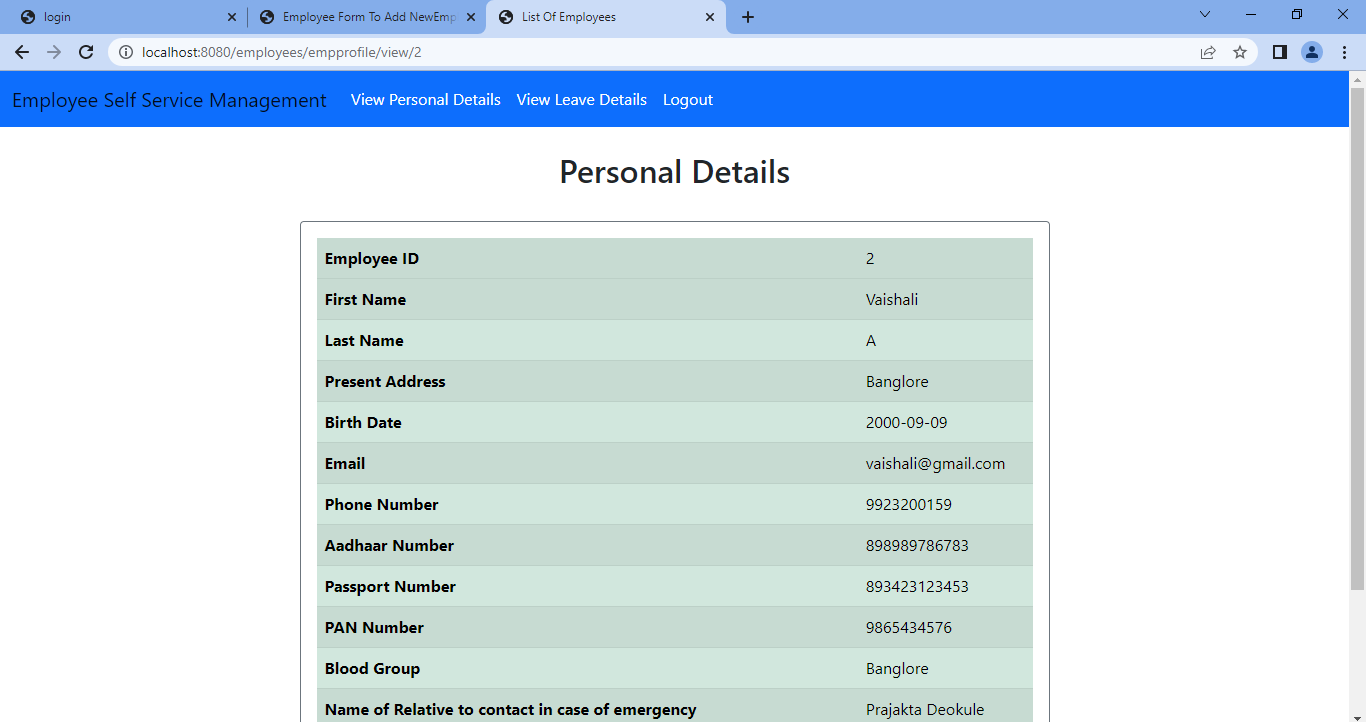 login
Employee Form To Add NewEmp
List Of Employees
localhost:8080/employees/empprofile/view/2
Employee Self Service Management View Personal Details View Leave Details Logout
Personal Details
Employee ID 2
First Name Vaishali
Last Name A
Present Address Banglore
Birth Date 2000-09-09
Email vaishali@gmail.com
Phone Number 9923200159
Aadhaar Number 898989786783
Passport Number 893423123453
PAN Number 9865434576
Blood Group Banglore
Name of Relative to contact in case of emergency Prajakta Deokule